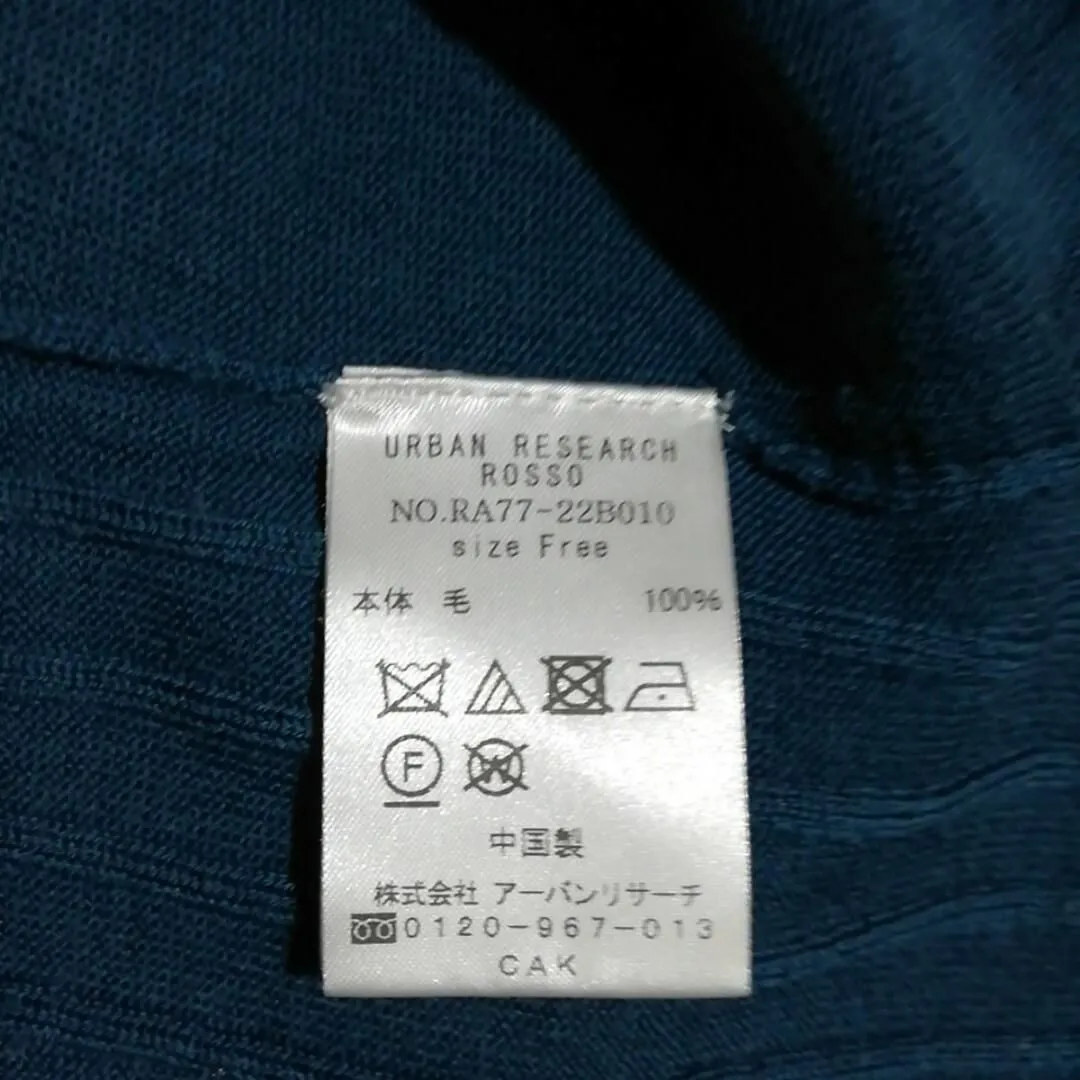 URBAN RESEARCH
ROSSO
NO.RA77-22B010
size Free
本体 毛 100%
F
W
中国製
株式会社 アーバンリサーチ
0120-967-013
CAK